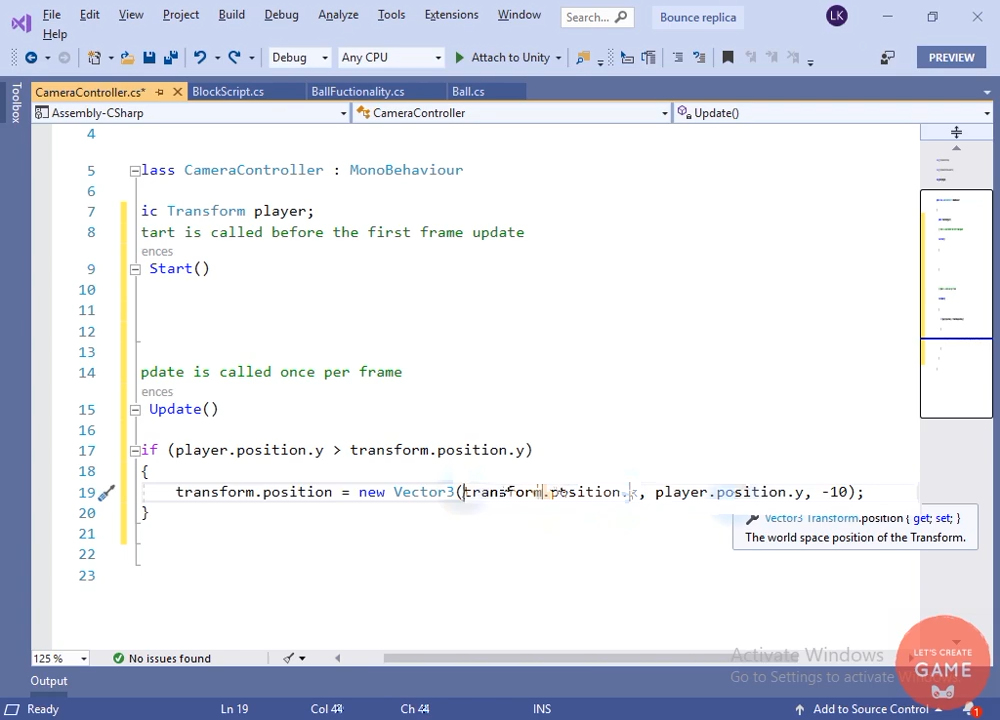 File Edit View Project Build Debug Analyze Tools Extensions Window Search... Bounce replica LK
Help
Debug Any CPU Attach to Unity PREVIEW
Toolbox
CameraController.cs* BlockScript.cs BallFuctionality.cs Ball.cs
Assembly-CSharp CameraController Update()
4
5 lass CameraController : MonoBehaviour
6
7 ic Transform player;
8 tart is called before the first frame update
ences
9 Start()
10
11
12
13
14 pdate is called once per frame
ences
15 Update()
16
17 if (player.position.y > transform.position.y)
18 {
19 transform.position = new Vector3(transform.position.x, player.position.y, -10);
20 }
21
22
23
Vector3 Transform.position { get; set; }
The world space position of the Transform.
125 % No issues found
Activate Windows
Go to Settings to activate Windows
LET'S CREATE
GAME
Output
Ready Ln 19 Col 44 Ch 44 INS Add to Source Control 1